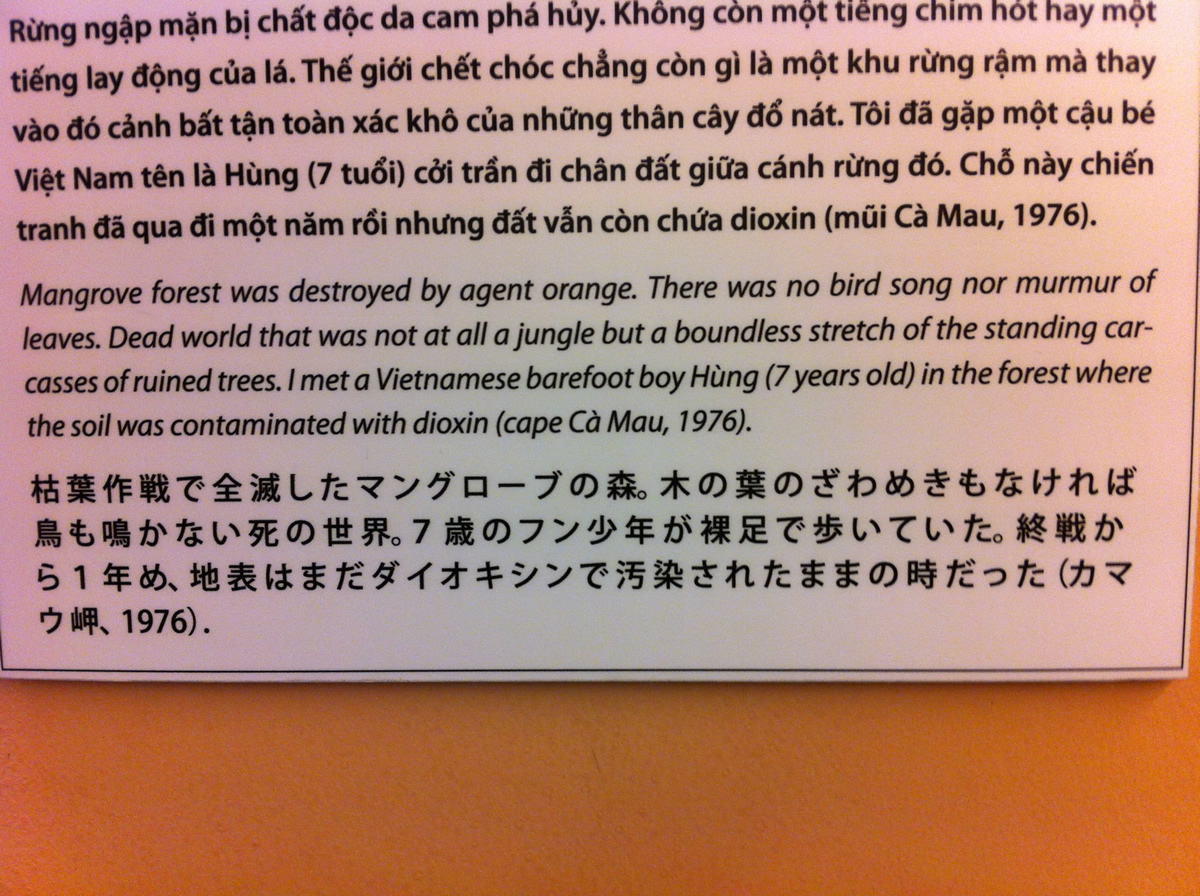 Rừng ngập mặn bị chất độc da cam phá hủy. Không còn một tiếng chim hót hay một
tiếng lay động của lá. Thế giới chết chóc chẳng còn gì là một khu rừng rậm mà thay
vào đó cảnh bất tận toàn xác khô của những thân cây đổ nát. Tôi đã gặp một cậu bé
Việt Nam tên là Hùng (7 tuổi) cởi trần đi chân đất giữa cánh rừng đó. Chỗ này chiến
tranh đã qua đi một năm rồi nhưng đất vẫn còn chứa dioxin (mũi Cà Mau, 1976).
Mangrove forest was destroyed by agent orange. There was no bird song nor murmur of
leaves. Dead world that was not at all a jungle but a boundless stretch of the standing car-
casses of ruined trees. I met a Vietnamese barefoot boy Hùng (7 years old) in the forest where
the soil was contaminated with dioxin (cape Cà Mau, 1976).
枯葉作戦で全滅したマングローブの森。木の葉のざわめきもなければ
鳥も鳴かない死の世界。7 歳のフン少年が裸足で歩いていた。終戦か
ら 1 年め、地表はまだダイオキシンで汚染されたままの時だった（カマ
ウ岬、1976）.